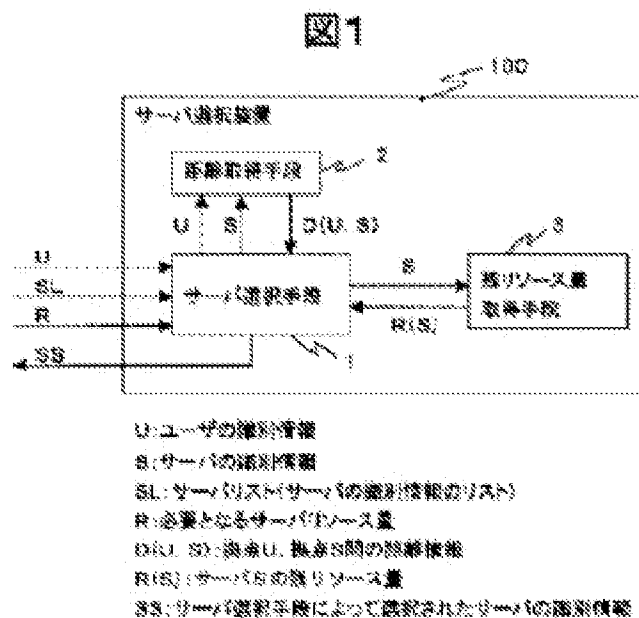 図1
100
サーバ選択装置
距離取得手段
2
U
S
D(U, S)
U
SL
R
SS
サーバ選択手段
1
S
R(S)
3
残リソース量
取得手段
U:ユーザの識別情報
S:サーバの識別情報
SL:サーバリスト(サーバの識別情報のリスト)
R:必要となるサーバリソース量
D(U, S):拠点U, 拠点S間の距離情報
R(S):サーバSの残リソース量
SS:サーバ選択手段によって選択されたサーバの識別情報